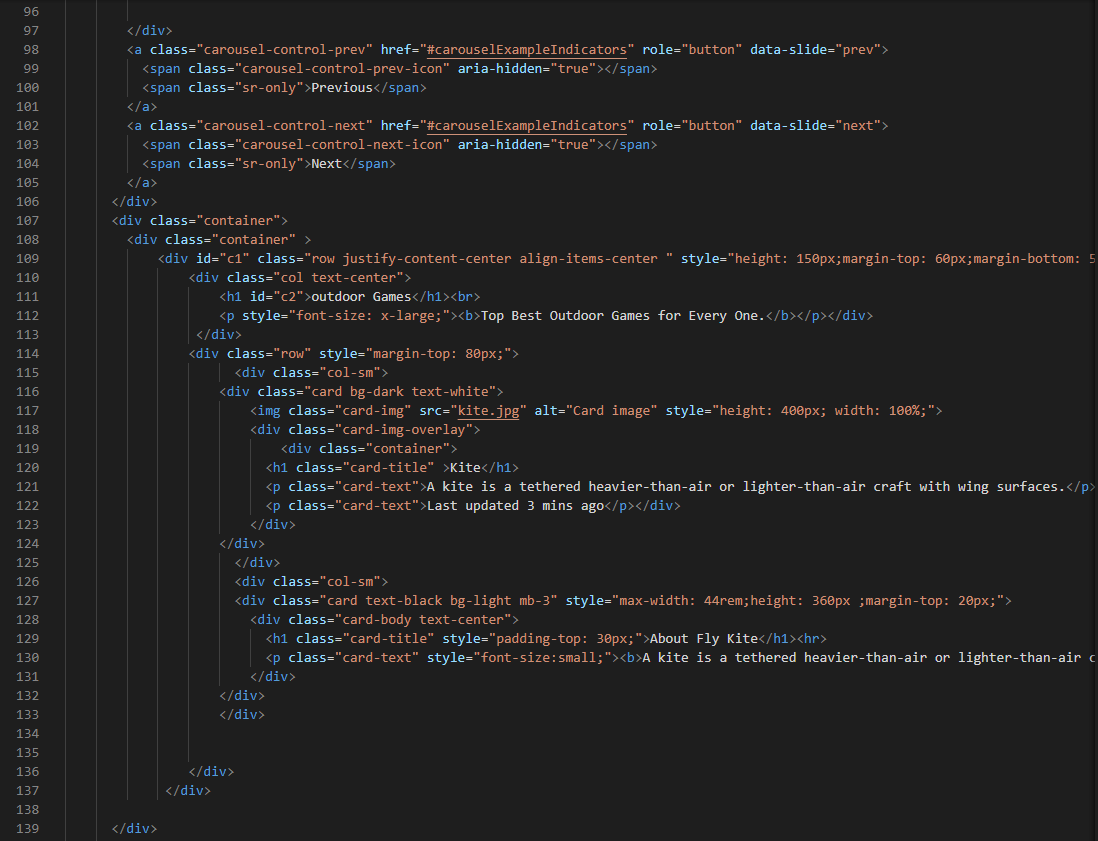 96
97 </div>
98 <a class="carousel-control-prev" href="#carouselExampleIndicators" role="button" data-slide="prev">
99 <span class="carousel-control-prev-icon" aria-hidden="true"></span>
100 <span class="sr-only">Previous</span>
101 </a>
102 <a class="carousel-control-next" href="#carouselExampleIndicators" role="button" data-slide="next">
103 <span class="carousel-control-next-icon" aria-hidden="true"></span>
104 <span class="sr-only">Next</span>
105 </a>
106 </div>
107 <div class="container">
108 <div class="container" >
109 <div id="c1" class="row justify-content-center align-items-center " style="height: 150px;margin-top: 60px;margin-bottom: 5
110 <div class="col text-center">
111 <h1 id="c2">outdoor Games</h1><br>
112 <p style="font-size: x-large;"><b>Top Best Outdoor Games for Every One.</b></p></div>
113 </div>
114 <div class="row" style="margin-top: 80px;">
115 <div class="col-sm">
116 <div class="card bg-dark text-white">
117 <img class="card-img" src="kite.jpg" alt="Card image" style="height: 400px; width: 100%;">
118 <div class="card-img-overlay">
119 <div class="container">
120 <h1 class="card-title" >Kite</h1>
121 <p class="card-text">A kite is a tethered heavier-than-air or lighter-than-air craft with wing surfaces.</p>
122 <p class="card-text">Last updated 3 mins ago</p></div>
123 </div>
124 </div>
125 </div>
126 <div class="col-sm">
127 <div class="card text-black bg-light mb-3" style="max-width: 44rem;height: 360px ;margin-top: 20px;">
128 <div class="card-body text-center">
129 <h1 class="card-title" style="padding-top: 30px;">About Fly Kite</h1><hr>
130 <p class="card-text" style="font-size:small;"><b>A kite is a tethered heavier-than-air or lighter-than-air c
131 </div>
132 </div>
133 </div>
134
135
136 </div>
137 </div>
138
139 </div>